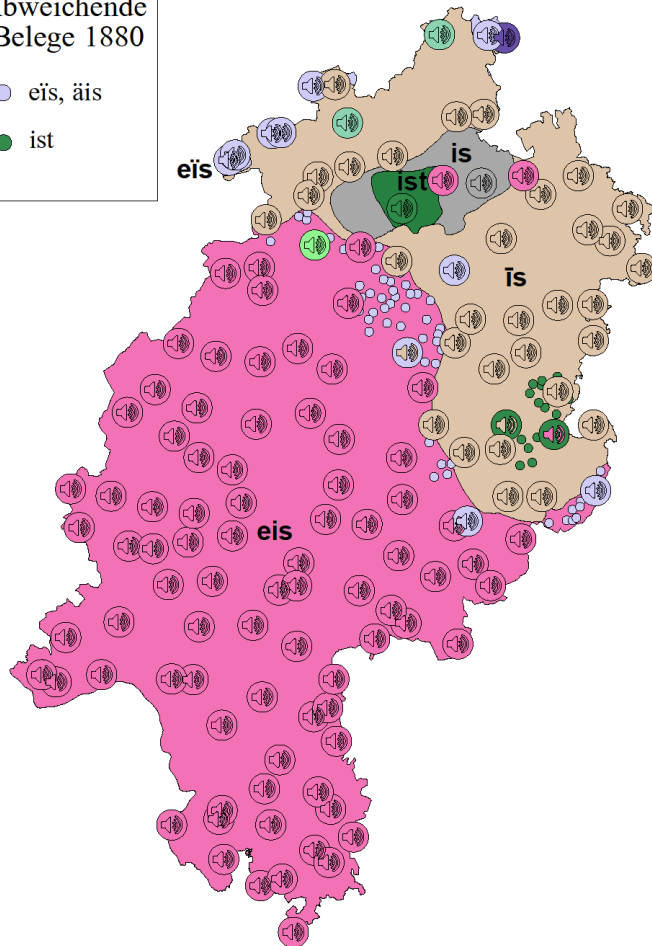 bweichende
Belege 1880
eïs, äis
ist
is
eïs
ist
īs
eis